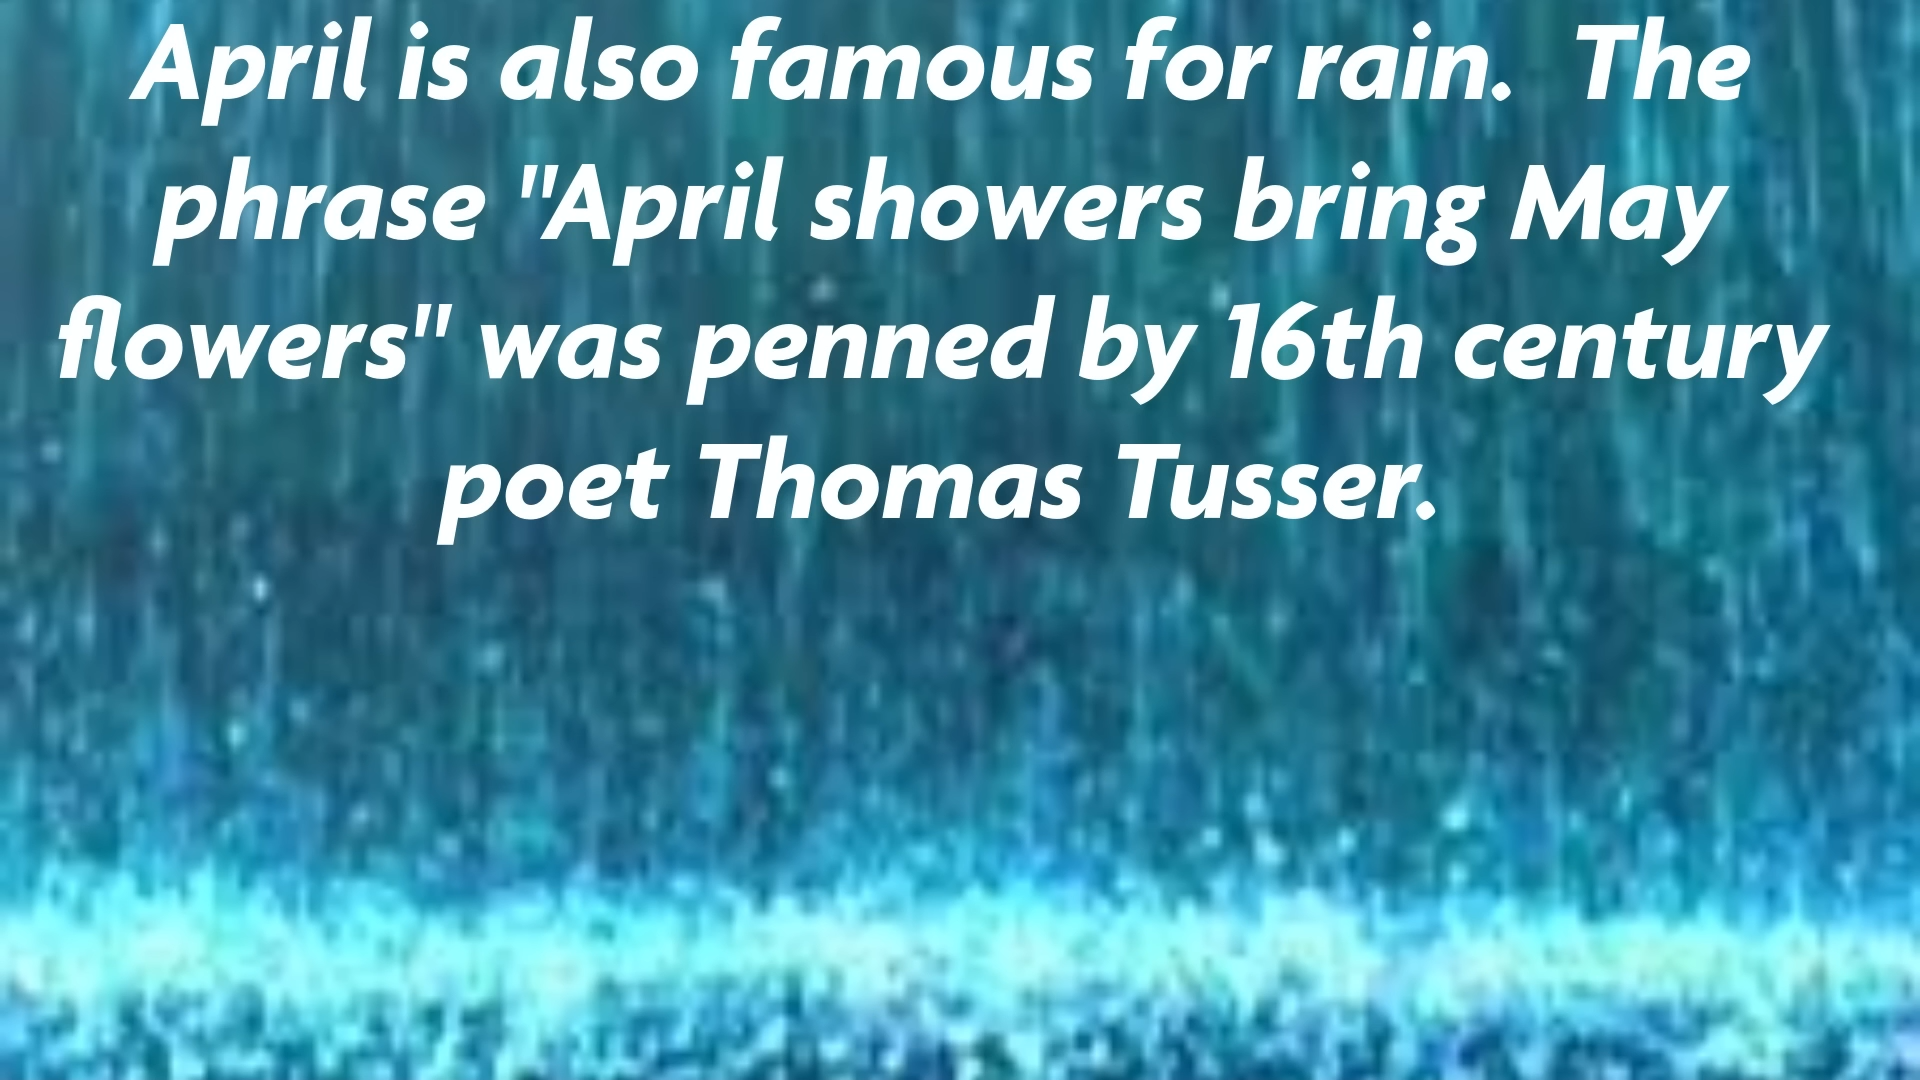 April is also famous for rain.  The
phrase "April showers bring May
flowers" was penned by 16th century
poet Thomas Tusser.